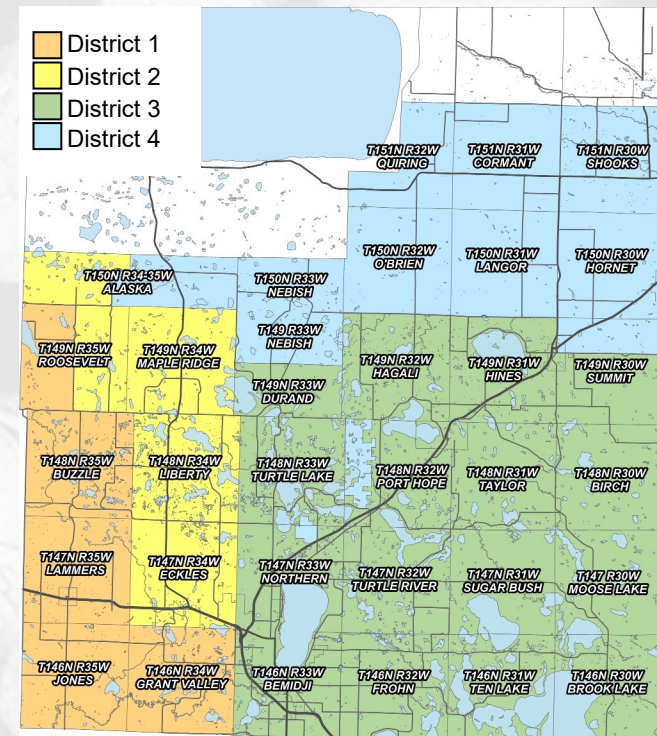 District 1
District 2
District 3
District 4
T151N R32W
QUIRING
T151N R31W
CORMANT
T151N R30W
SHOOKS
T150N R34-35W
ALASKA
T150N R33W
NEBISH
T150N R32W
O'BRIEN
T150N R31W
LANGOR
T150N R30W
HORNET
T149 R33W
NEBISH
T149N R35W
ROOSEVELT
T149N R34W
MAPLE RIDGE
T149N R33W
DURAND
T149N R32W
HAGALI
T149N R31W
HINES
T149N R30W
SUMMIT
T148N R35W
BUZZLE
T148N R34W
LIBERTY
T148N R33W
TURTLE LAKE
T148N R32W
PORT HOPE
T148N R31W
TAYLOR
T148N R30W
BIRCH
T147N R35W
LAMMERS
T147N R34W
ECKLES
T147N R33W
NORTHERN
T147N R32W
TURTLE RIVER
T147N R31W
SUGAR BUSH
T147 R30W
MOOSE LAKE
T146N R35W
JONES
T146N R34W
GRANT VALLEY
T146N R33W
BEMIDJI
T146N R32W
FROHN
T146N R31W
TEN LAKE
T146N R30W
BROOK LAKE